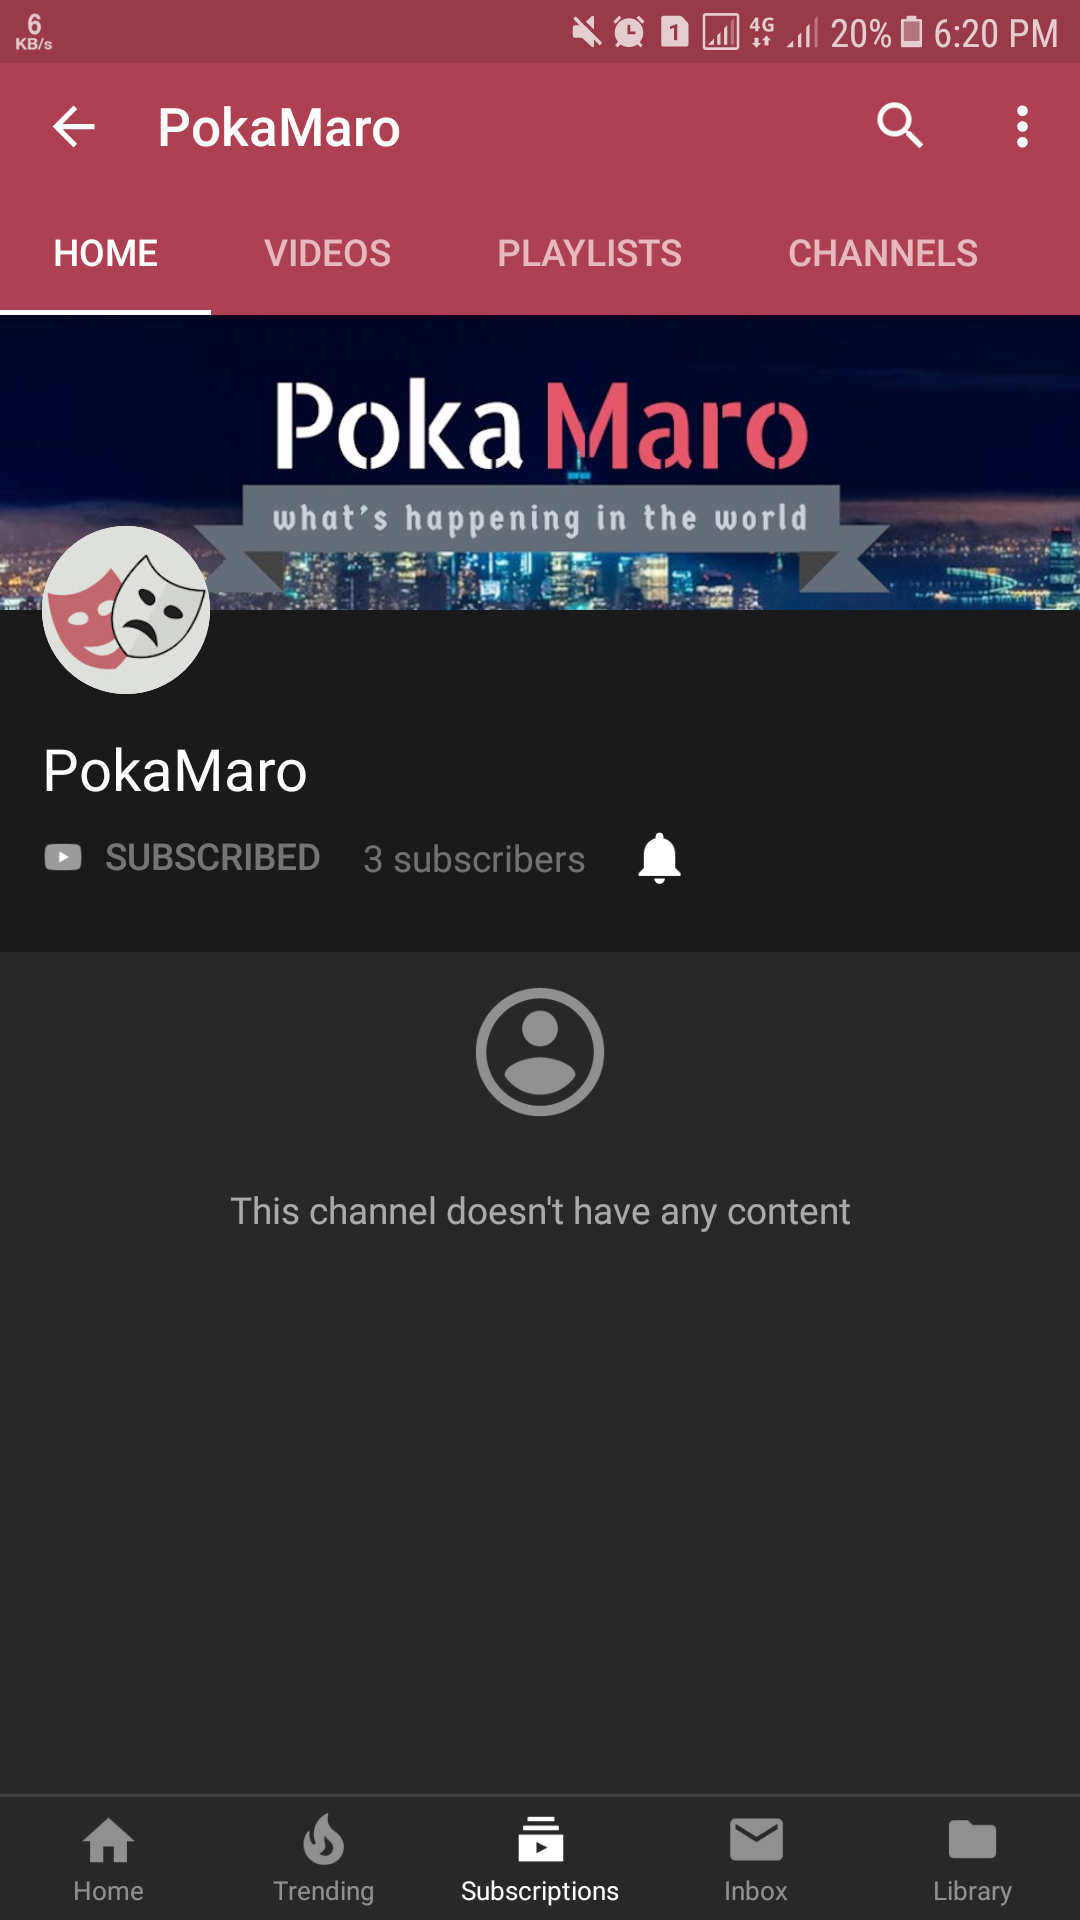 6
KB/s
1
4G
20%
6:20 PM
PokaMaro
HOME
VIDEOS
PLAYLISTS
CHANNELS
Poka Maro
what's happening in the world
PokaMaro
SUBSCRIBED
3 subscribers
This channel doesn't have any content
Home
Trending
Subscriptions
Inbox
Library